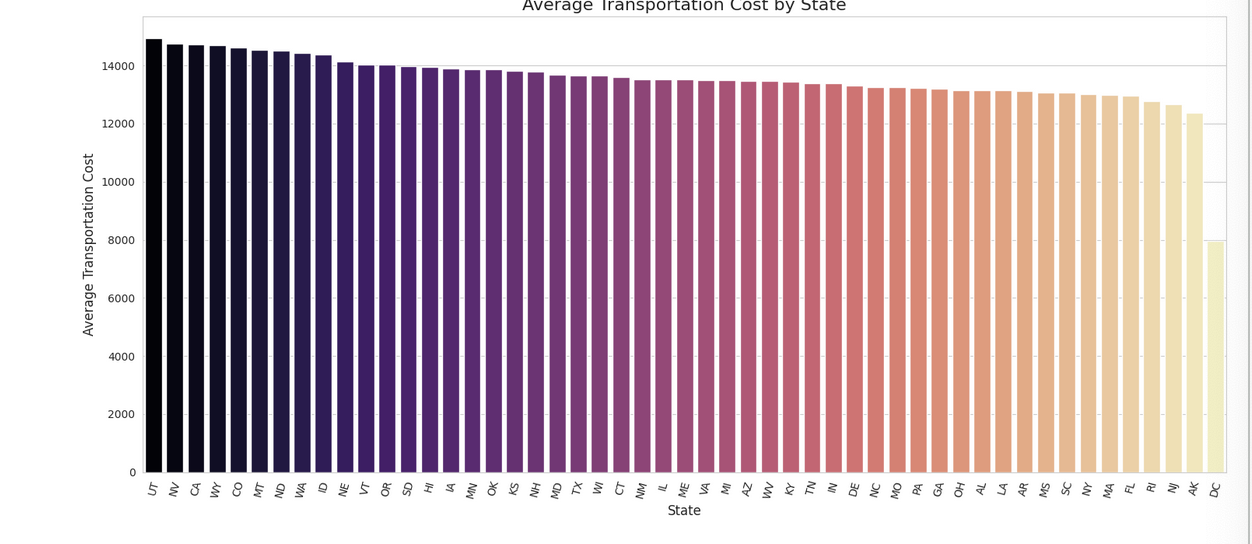 Average Transportation Cost by State
Average Transportation Cost
14000
12000
10000
8000
6000
4000
2000
0
UT NV CA WY CO MT ND WA ID NE VT OR SD HI IA MN OK KS NH MD TX WI CT NM IL ME VA MI AZ WV KY TN IN DE NC MO PA GA OH AL LA AR MS SC NY MA FL RI NJ AK DC
State